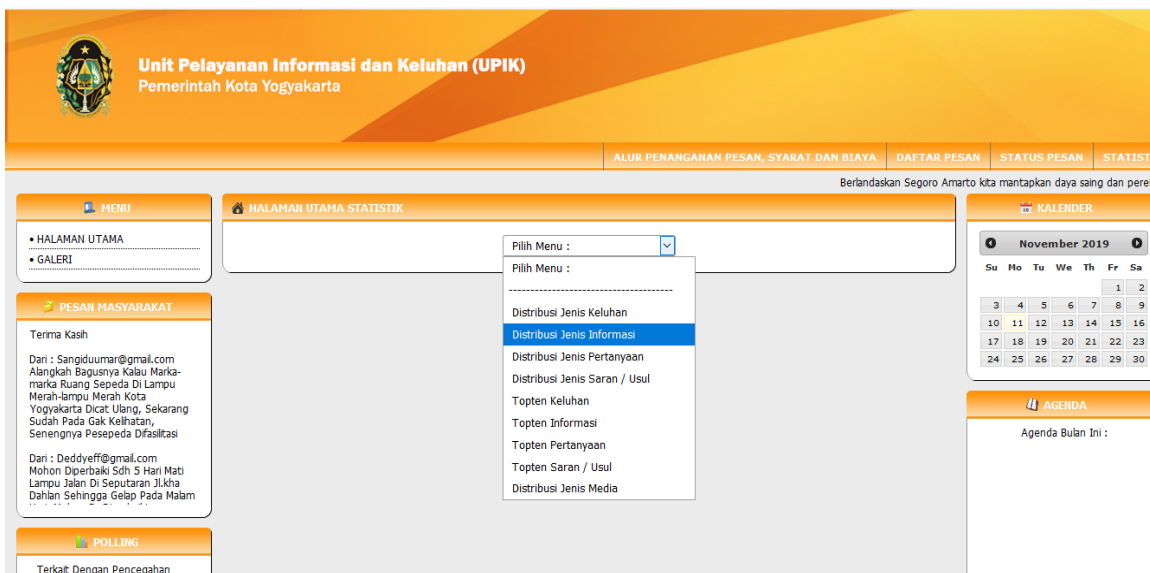 Unit Pelayanan Informasi dan Keluhan (UPIK)
Pemerintah Kota Yogyakarta
ALUR PENANGANAN PESAN, SYARAT DAN BIAYA DAFTAR PESAN STATUS PESAN STATIST
Berlandaskan Segoro Amarto kita mantapkan daya saing dan pere
MENU
• HALAMAN UTAMA
• GALERI
PESAN MASYARAKAT
Terima Kasih
Dari : Sangiduumar@gmail.com
Alangkah Bagusnya Kalau Marka-
marka Ruang Sepeda Di Lampu
Merah-lampu Merah Kota
Yogyakarta Dicat Ulang, Sekarang
Sudah Pada Gak Kelihatan,
Senengnya Pesepeda Difasilitasi
Dari : Deddyeff@gmail.com
Mohon Diperbaiki Sdh 5 Hari Mati
Lampu Jalan Di Seputaran Jl.kha
Dahlan Sehingga Gelap Pada Malam
POLLING
Terkait Dengan Pencegahan
HALAMAN UTAMA STATISTIK
Pilih Menu :
Pilih Menu :
-------------------------------------
Distribusi Jenis Keluhan
Distribusi Jenis Informasi
Distribusi Jenis Pertanyaan
Distribusi Jenis Saran / Usul
Topten Keluhan
Topten Informasi
Topten Pertanyaan
Topten Saran / Usul
Distribusi Jenis Media
KALENDER
November 2019
Su Mo Tu We Th Fr Sa
1 2
3 4 5 6 7 8 9
10 11 12 13 14 15 16
17 18 19 20 21 22 23
24 25 26 27 28 29 30
AGENDA
Agenda Bulan Ini :